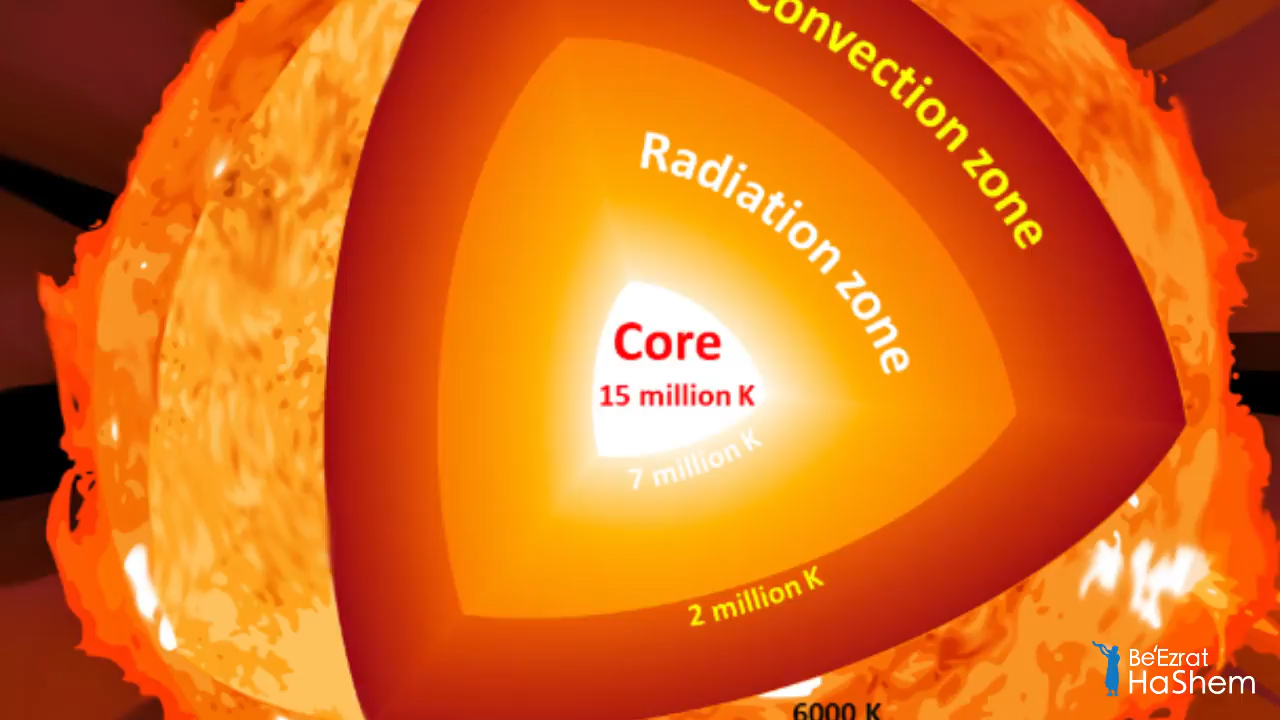 Convection zone
Radiation zone
Core
15 million K
7 million K
2 million K
Be'Ezrat
HaShem
6000 K